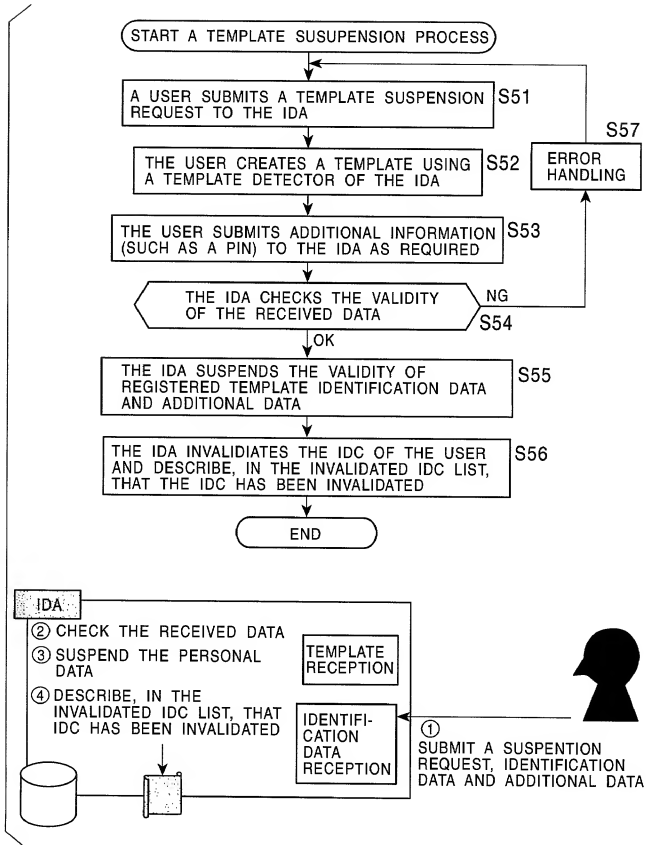 START A TEMPLATE SUSUPENSION PROCESS
A USER SUBMITS A TEMPLATE SUSPENSION
REQUEST TO THE IDA
S51
THE USER CREATES A TEMPLATE USING
A TEMPLATE DETECTOR OF THE IDA
S52
S57
ERROR
HANDLING
THE USER SUBMITS ADDITIONAL INFORMATION
(SUCH AS A PIN) TO THE IDA AS REQUIRED
S53
THE IDA CHECKS THE VALIDITY
OF THE RECEIVED DATA
NG
S54
OK
THE IDA SUSPENDS THE VALIDITY OF
REGISTERED TEMPLATE IDENTIFICATION DATA
AND ADDITIONAL DATA
S55
THE IDA INVALIDIATES THE IDC OF THE USER
AND DESCRIBE, IN THE INVALIDATED IDC LIST,
THAT THE IDC HAS BEEN INVALIDATED
S56
END
IDA
② CHECK THE RECEIVED DATA
③ SUSPEND THE PERSONAL
DATA
④ DESCRIBE, IN THE
INVALIDATED IDC LIST, THAT
IDC HAS BEEN INVALIDATED
TEMPLATE
RECEPTION
IDENTIFI-
CATION
DATA
RECEPTION
①
SUBMIT A SUSPENTION
REQUEST, IDENTIFICATION
DATA AND ADDITIONAL DATA